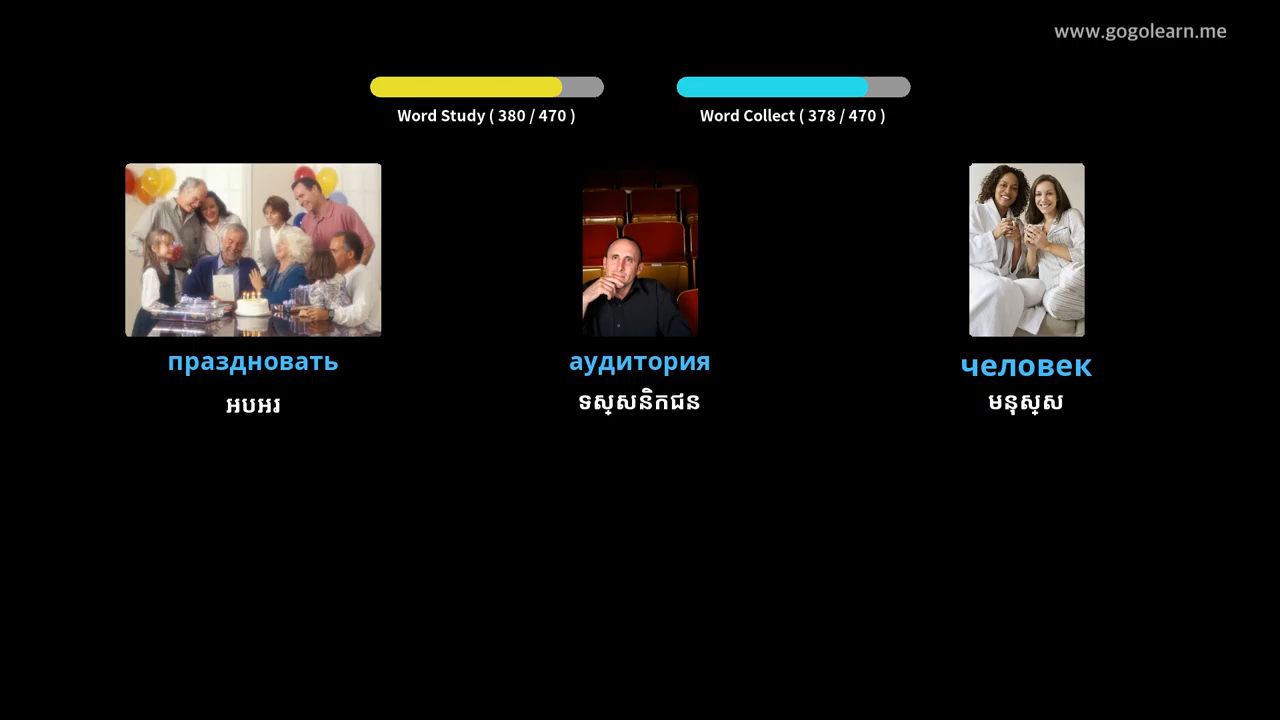 www.gogolearn.me
Word Study ( 380 / 470 )
Word Collect ( 378 / 470 )
праздновать
аудитория
человек
អបអរ
ទស្សនិកជន
មនុស្ស